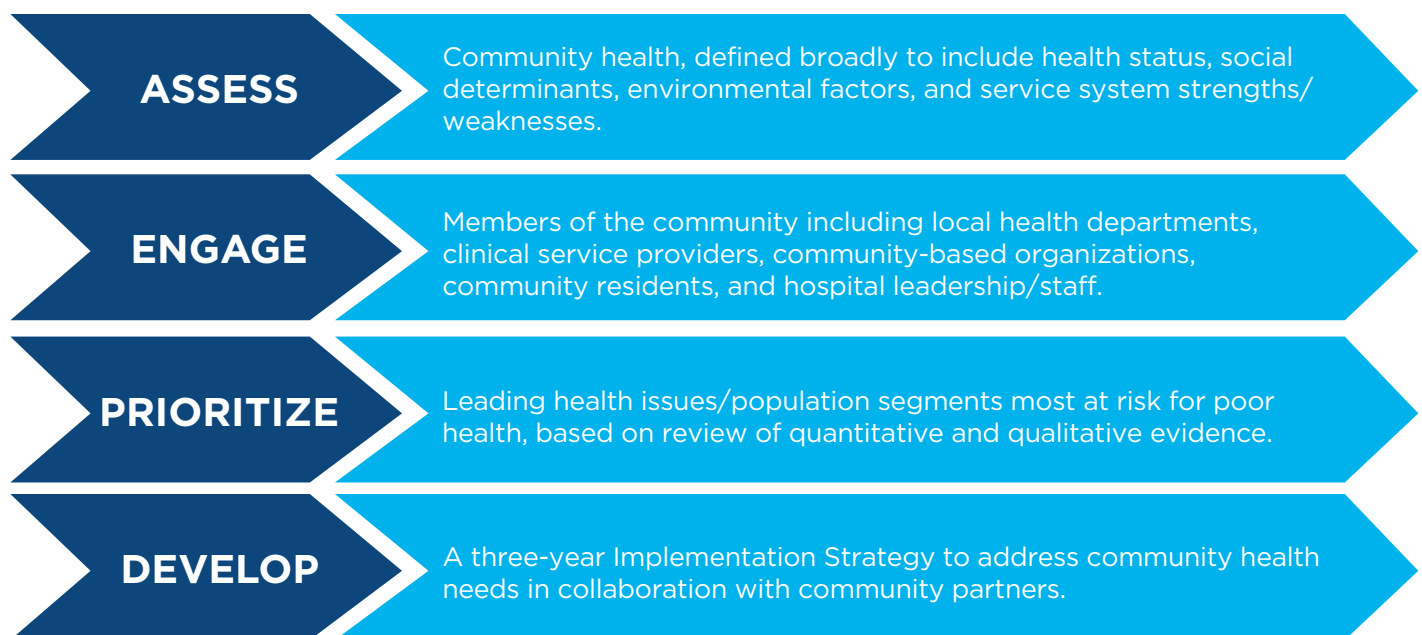 ASSESS
Community health, defined broadly to include health status, social
determinants, environmental factors, and service system strengths/
weaknesses.
ENGAGE
Members of the community including local health departments,
clinical service providers, community-based organizations,
community residents, and hospital leadership/staff.
PRIORITIZE
Leading health issues/population segments most at risk for poor
health, based on review of quantitative and qualitative evidence.
DEVELOP
A three-year Implementation Strategy to address community health
needs in collaboration with community partners.